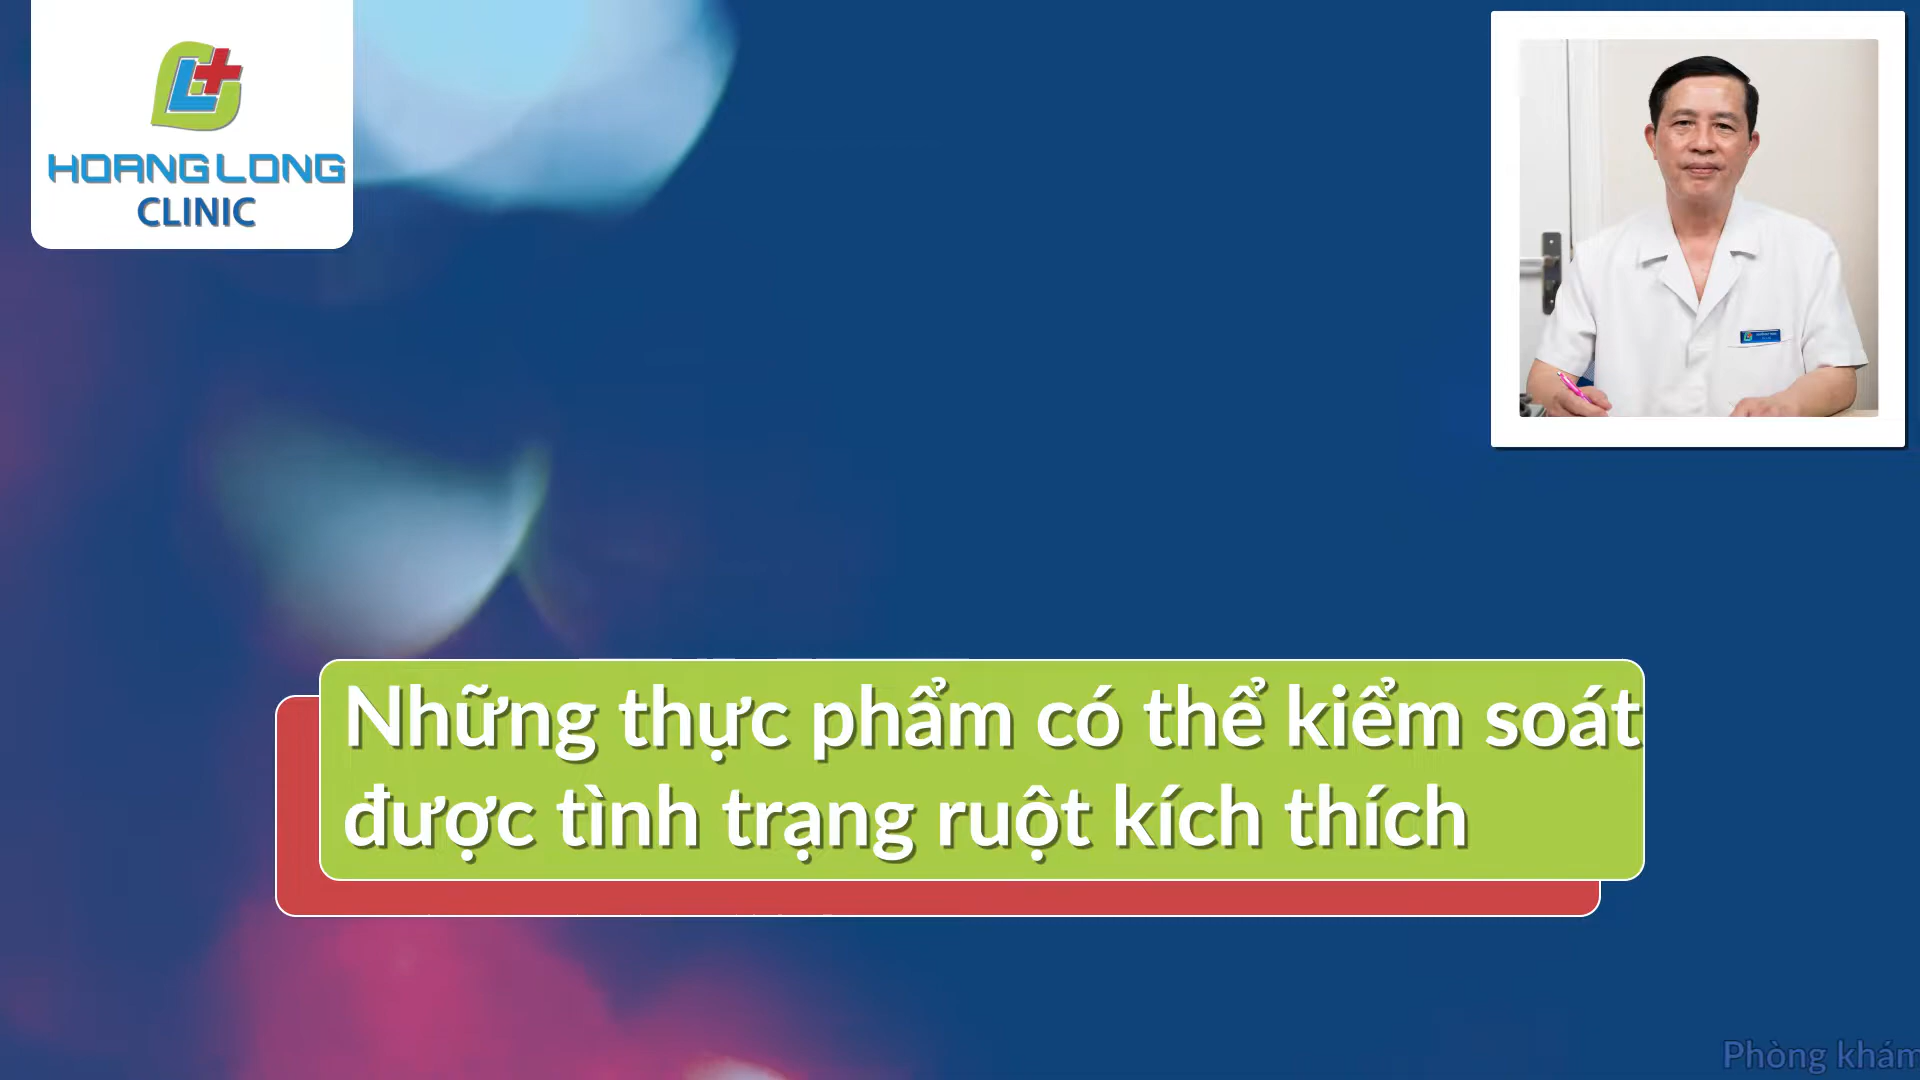 HOANG LONG
CLINIC
Những thực phẩm có thể kiểm soát
được tình trạng ruột kích thích
Phòng khám